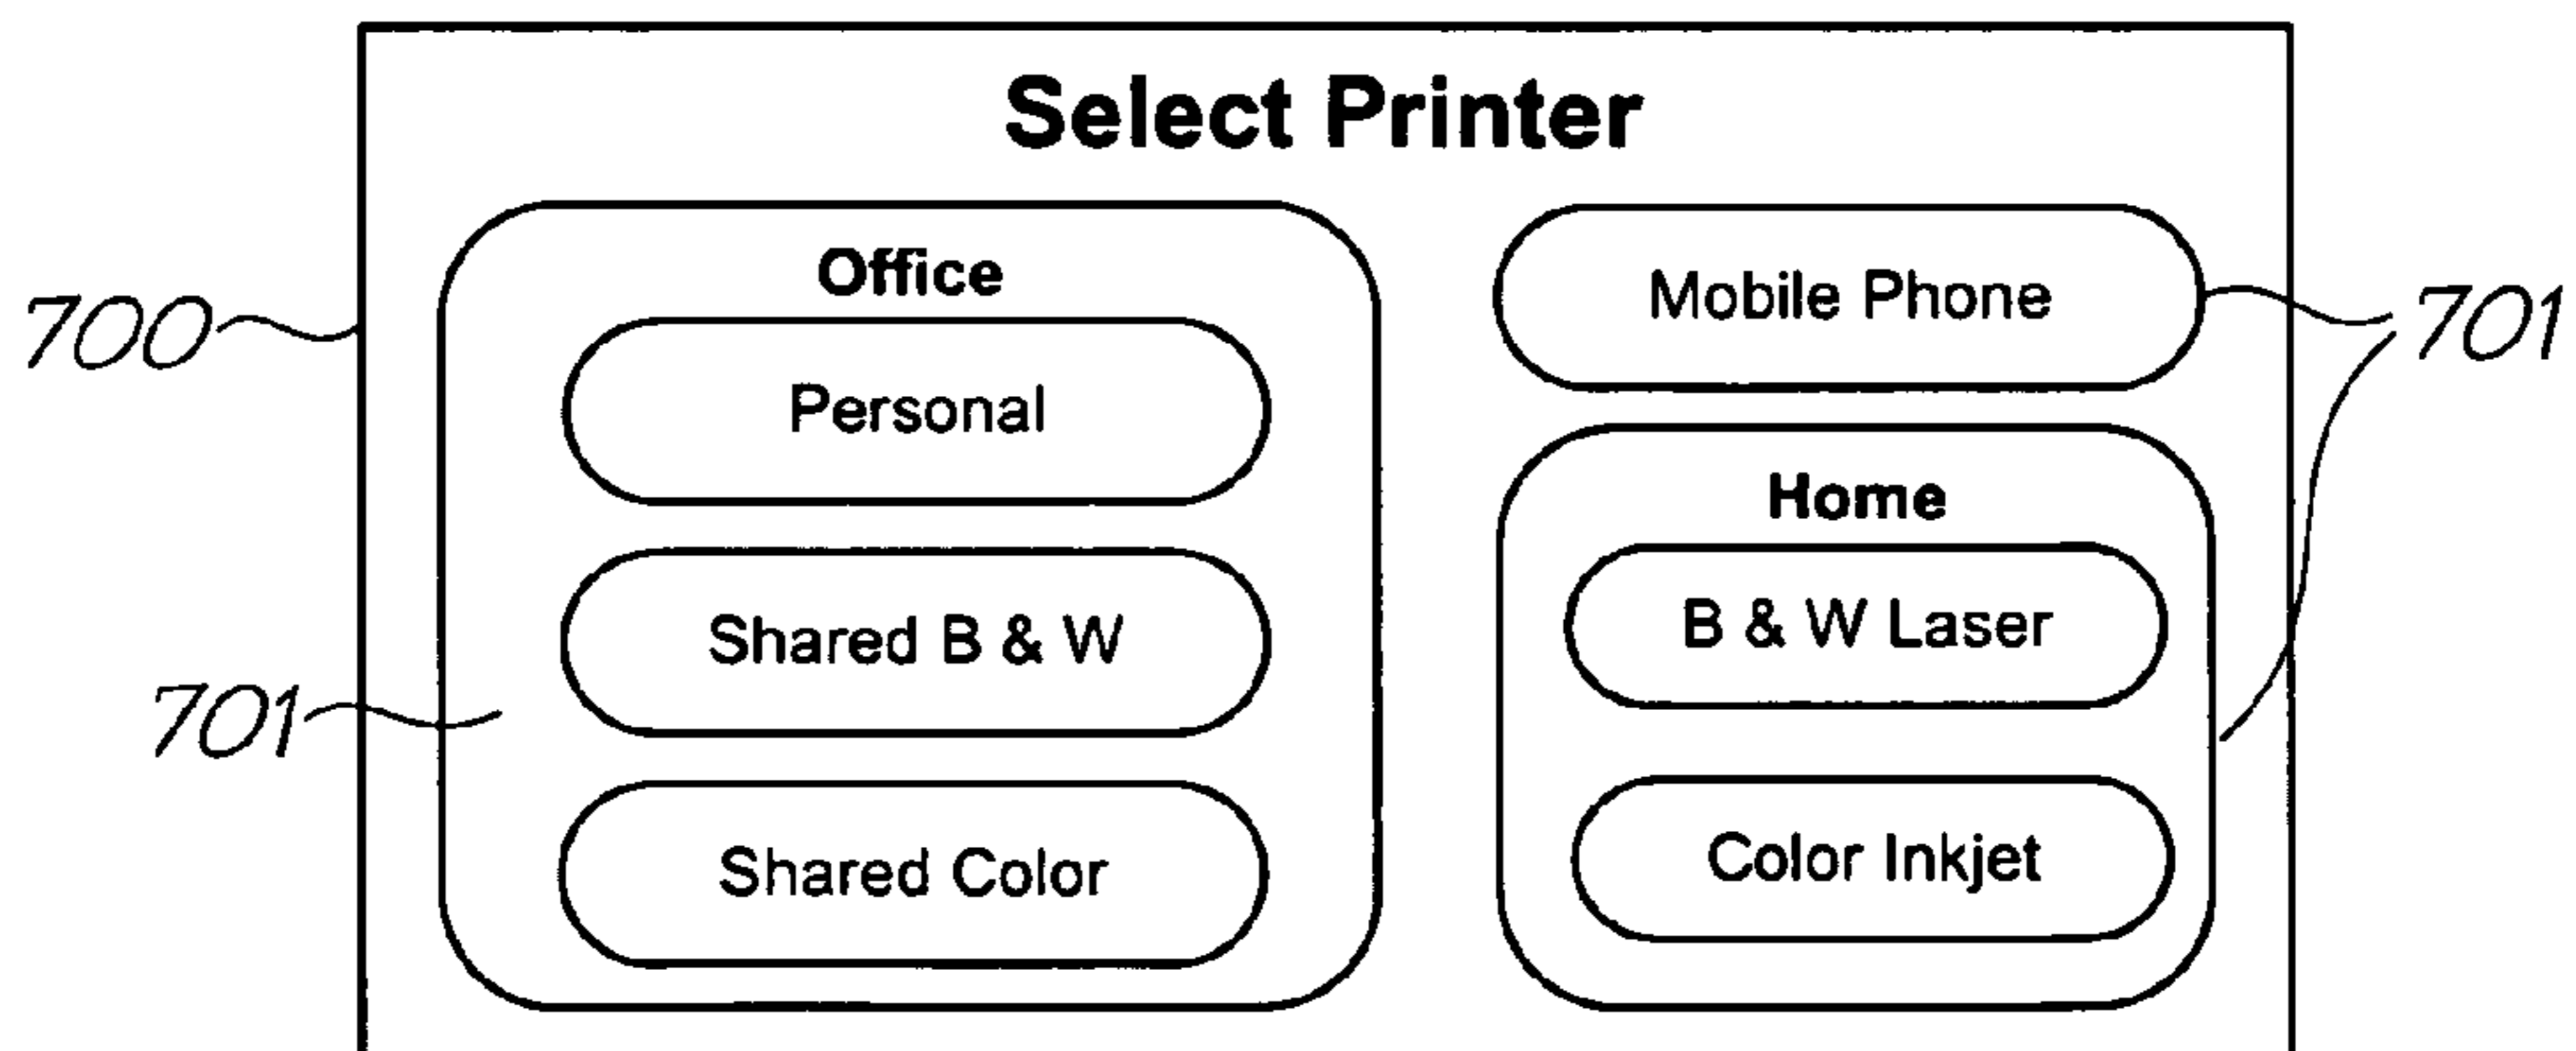 Select Printer
700
Office
Personal
Shared B & W
701
Shared Color
Mobile Phone
701
Home
B & W Laser
Color Inkjet